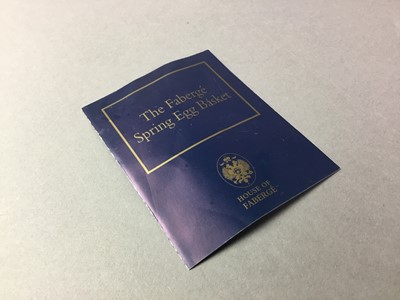 The Fabergé
Spring Egg Basket
HOUSE OF
FABERGÉ